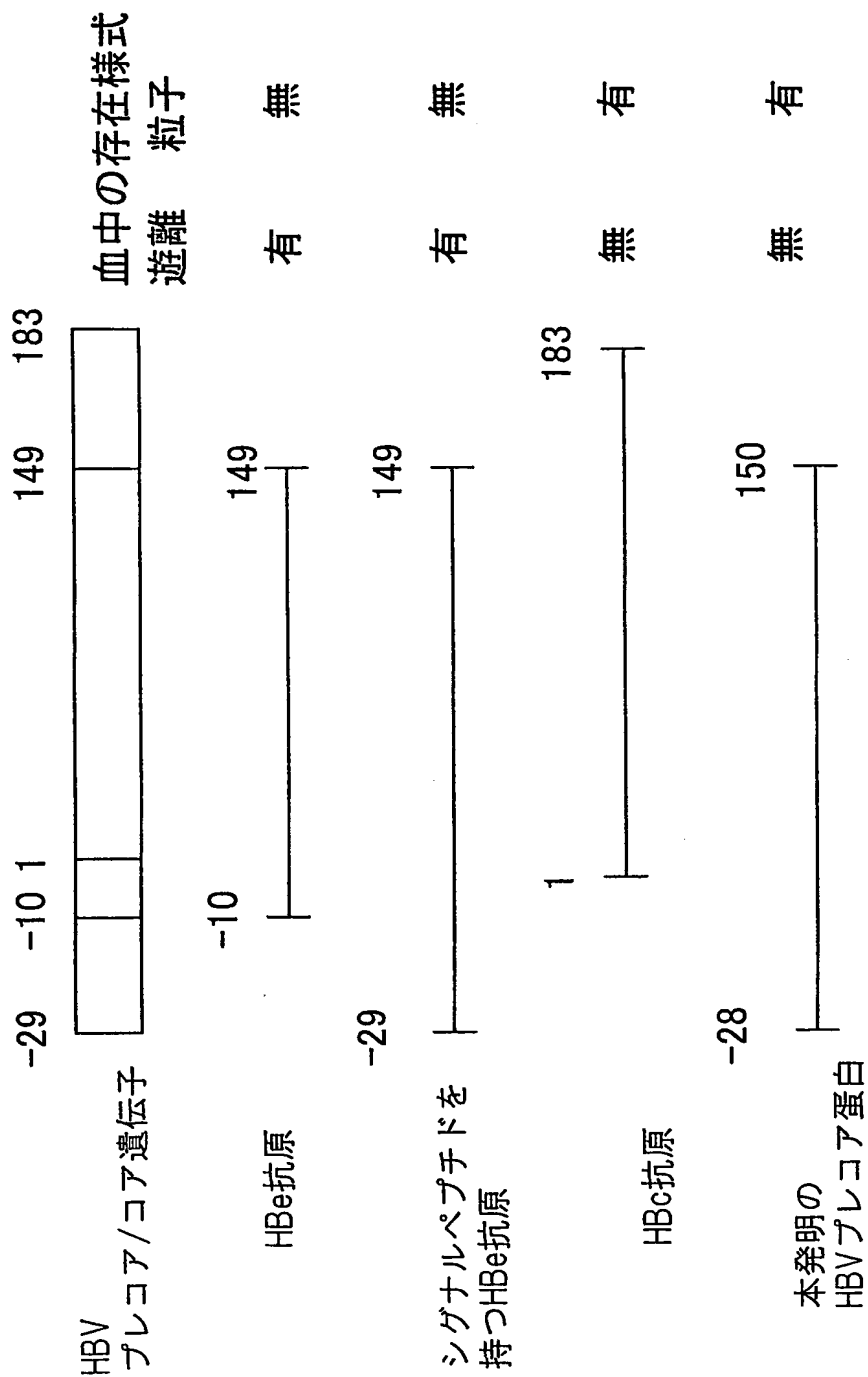 血中の存在様式
遊離 粒子
HBV
プレコア/コア遺伝子
-29 -10 1 149 183
HBe抗原
-10 149
有 無
シグナルペプチドを
持つHBe抗原
-29 149
有 無
HBc抗原
1 183
無 有
本発明の
HBVプレコア蛋白
-28 150
無 有